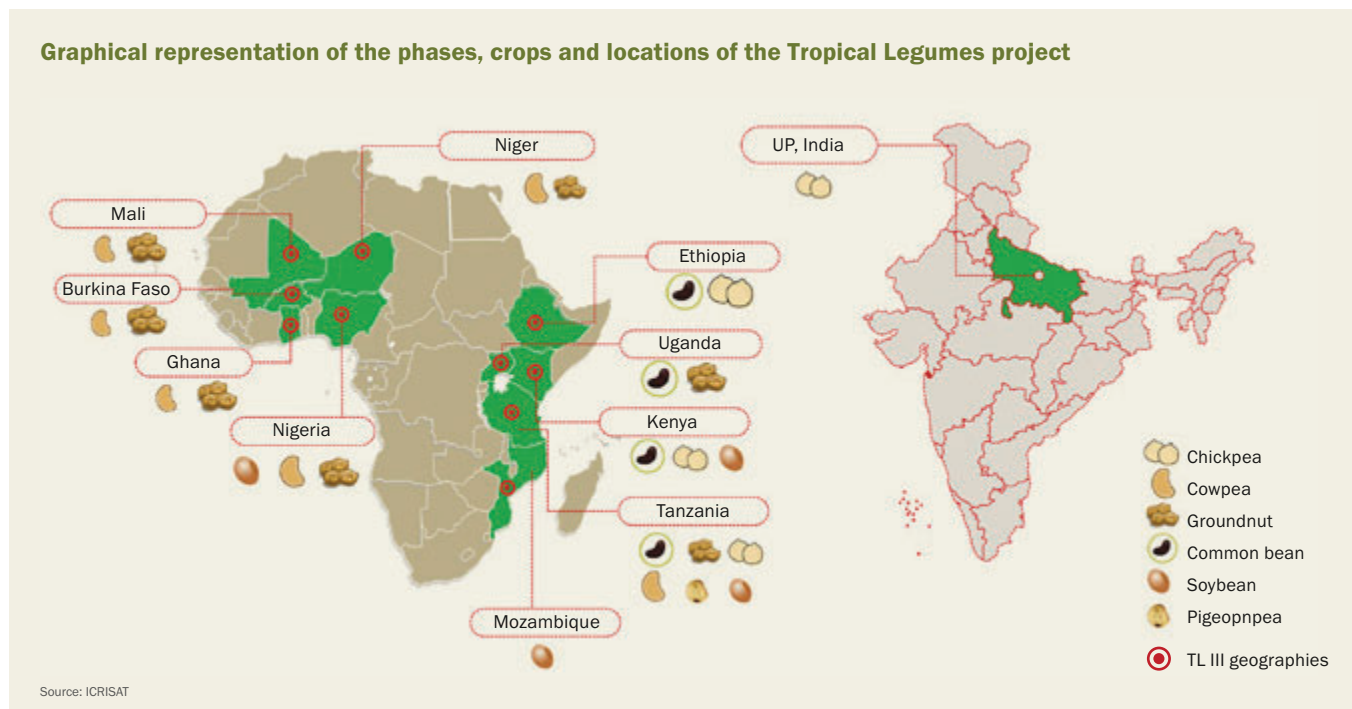 Graphical representation of the phases, crops and locations of the Tropical Legumes project
Niger
UP, India
Mali
Ethiopia
Burkina Faso
Uganda
Ghana
Kenya
Nigeria
Tanzania
Mozambique
Chickpea
Cowpea
Groundnut
Common bean
Soybean
Pigeopnpea
TL III geographies
Source: ICRISAT